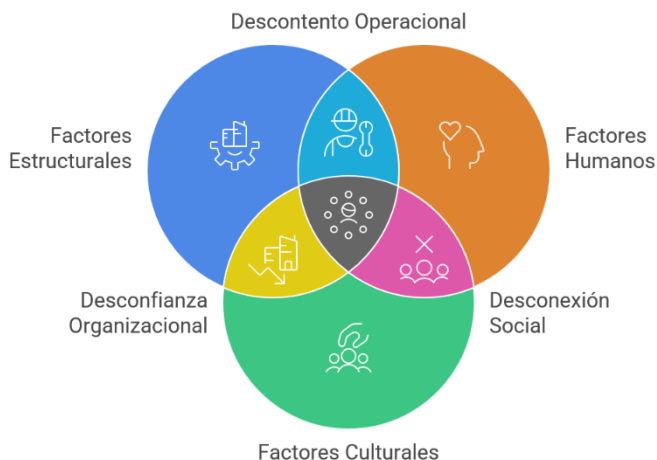 Descontento Operacional
Factores
Estructurales
Factores
Humanos
Desconfianza
Organizacional
Desconexión
Social
Factores Culturales